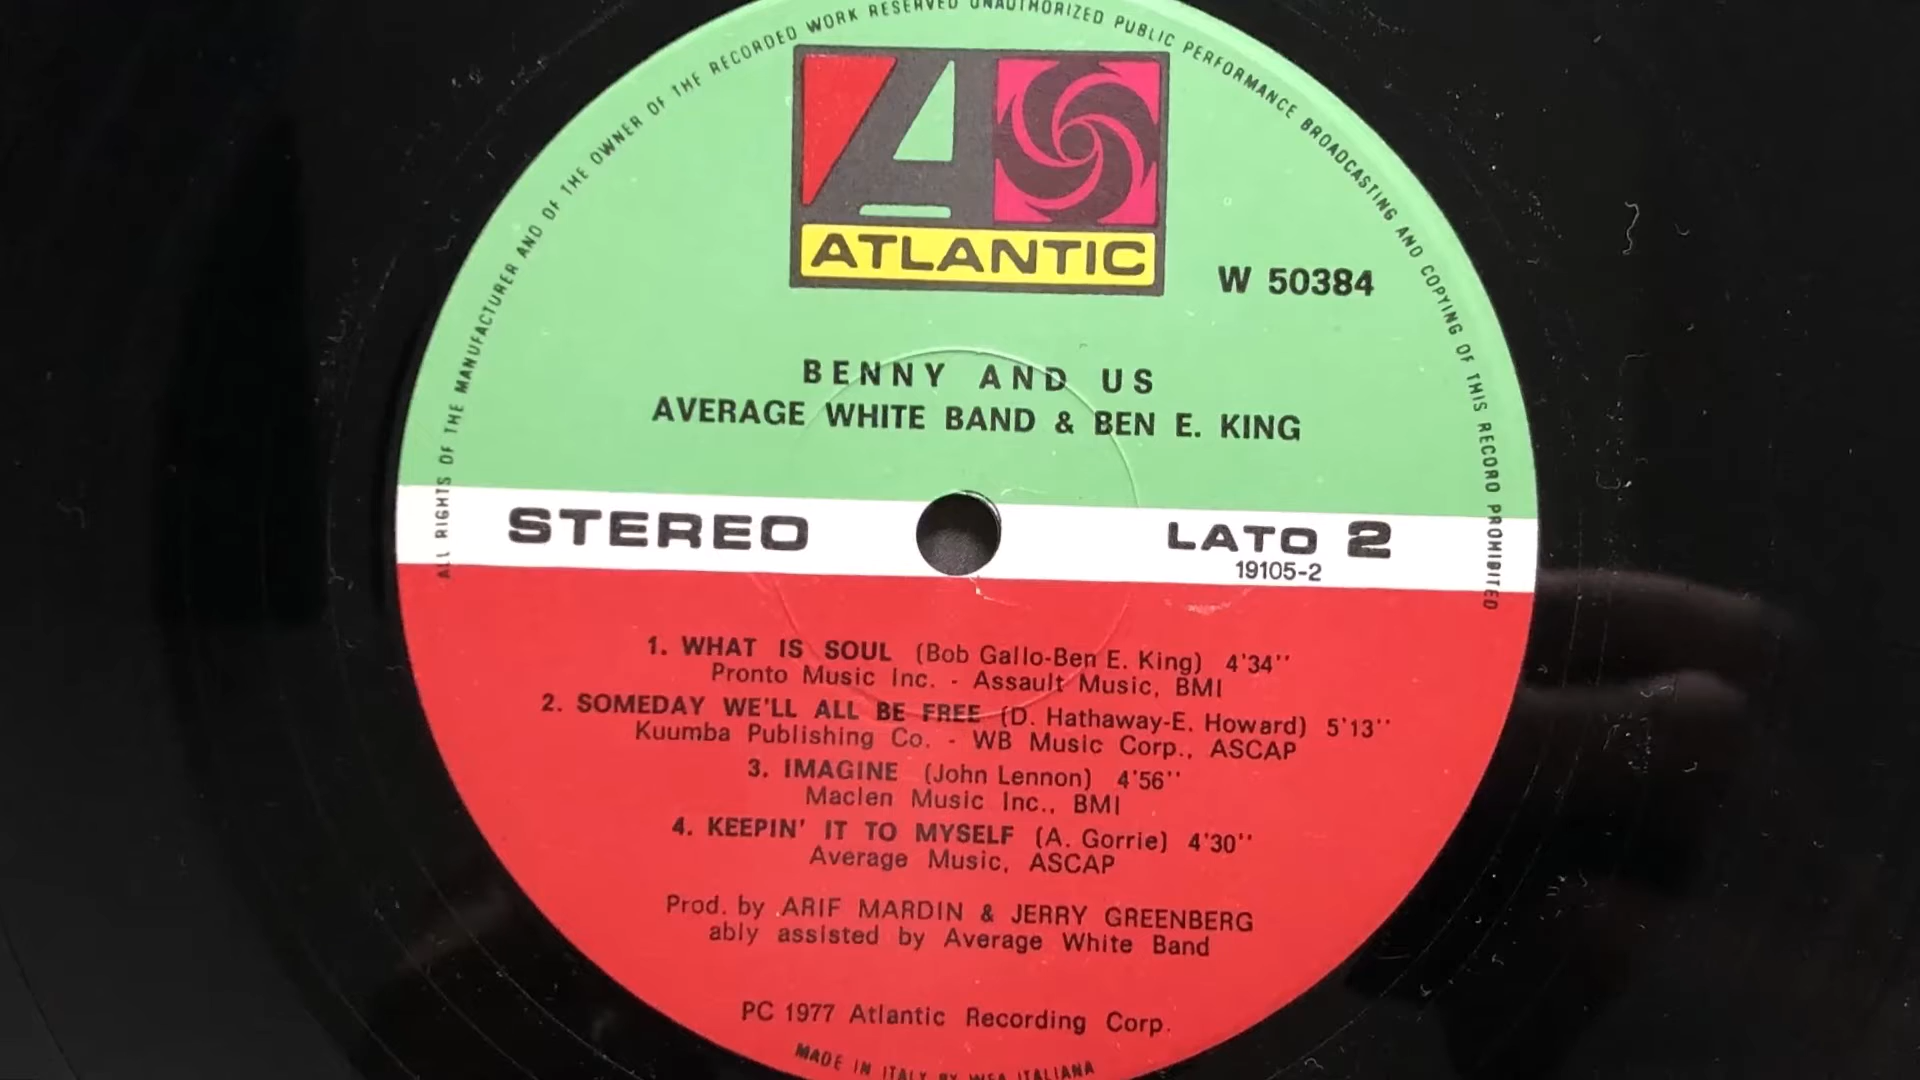 ALL RIGHTS OF THE MANUFACTURER AND OF THE OWNER OF THE RECORDED WORK RESERVED UNAUTHORIZED PUBLIC PERFORMANCE BROADCASTING AND COPYING OF THIS RECORD PROHIBITED
ATLANTIC
W 50384
BENNY AND US
AVERAGE WHITE BAND & BEN E. KING
STEREO
LATO 2
19105-2
1. WHAT IS SOUL (Bob Gallo-Ben E. King) 4'34''
Pronto Music Inc. - Assault Music, BMI
2. SOMEDAY WE'LL ALL BE FREE (D. Hathaway-E. Howard) 5'13''
Kuumba Publishing Co. - WB Music Corp., ASCAP
3. IMAGINE (John Lennon) 4'56''
Maclen Music Inc., BMI
4. KEEPIN' IT TO MYSELF (A. Gorrie) 4'30''
Average Music, ASCAP
Prod. by ARIF MARDIN & JERRY GREENBERG
ably assisted by Average White Band
PC 1977 Atlantic Recording Corp.
MADE IN ITALY BY WEA ITALIANA